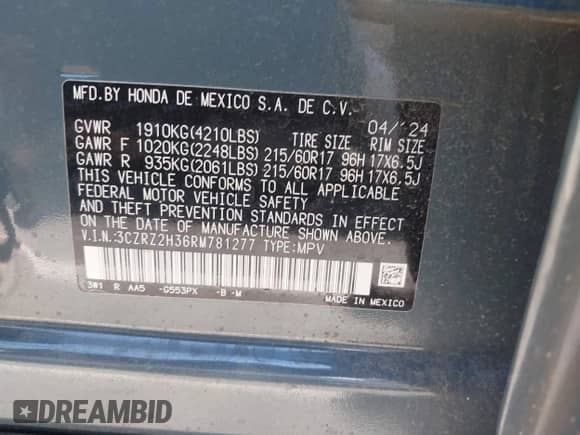 MFD.BY HONDA DE MEXICO S.A. DE C.V.
04/'24
GVWR 1910KG(4210LBS) TIRE SIZE RIM SIZE
GAWR F 1020KG(2248LBS) 215/60R17 96H 17X6.5J
GAWR R 935KG(2061LBS) 215/60R17 96H 17X6.5J
THIS VEHICLE CONFORMS TO ALL APPLICABLE
FEDERAL MOTOR VEHICLE SAFETY
AND THEFT PREVENTION STANDARDS IN EFFECT
ON THE DATE OF MANUFACTURE SHOWN ABOVE.
V.I.N.:3CZRZ2H36RM781277 TYPE:MPV
3W1 R AA5 -G553PX -B -M
MADE IN MEXICO
DREAMBID